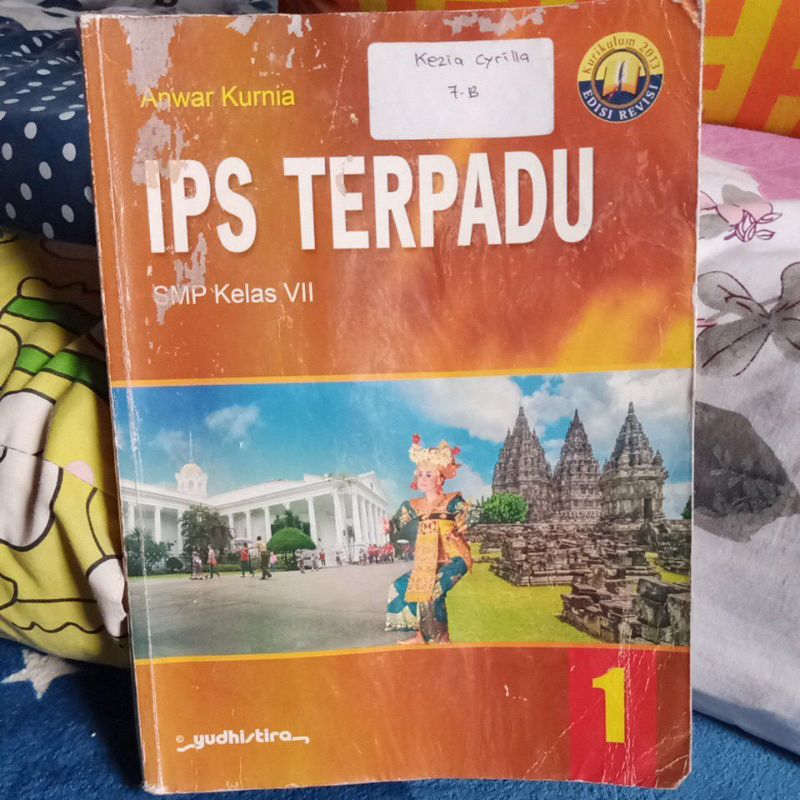 Kezia Cyrilla
7.B
Kurikulum 2013
EDISI REVISI
Anwar Kurnia
IPS TERPADU
SMP Kelas VII
1
© yudhistira